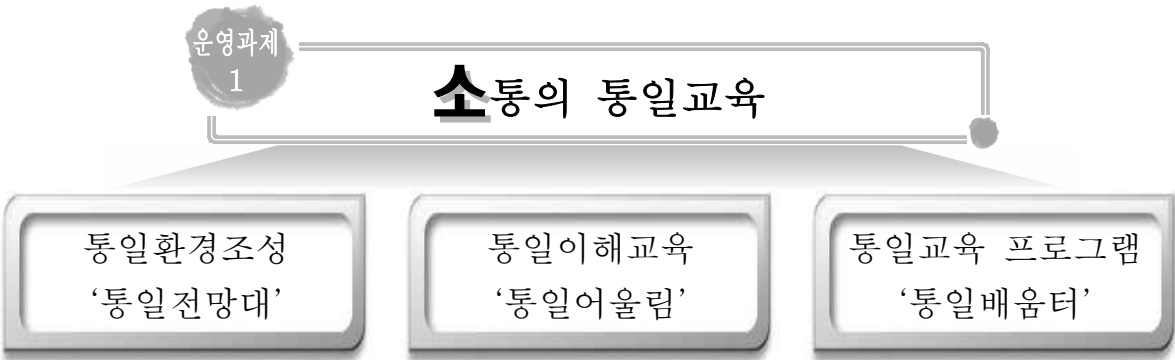 운영과제
1
소통의 통일교육
통일환경조성
‘통일전망대’
통일이해교육
‘통일어울림’
통일교육 프로그램
‘통일배움터’